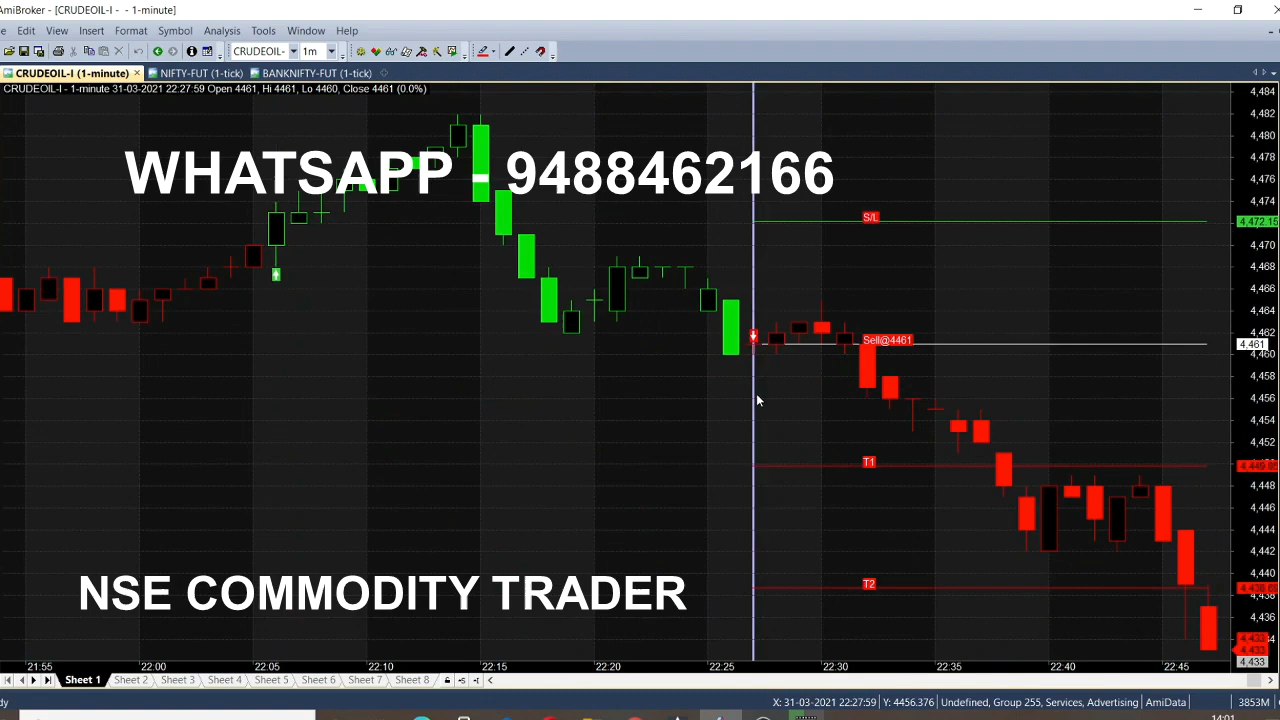 AmiBroker - [CRUDEOIL-I - - 1-minute]
Edit View Insert Format Symbol Analysis Tools Window Help
CRUDEOIL- 1m
CRUDEOIL-I (1-minute) NIFTY-FUT (1-tick) BANKNIFTY-FUT (1-tick)
CRUDEOIL-I - 1-minute 31-03-2021 22:27:59 Open 4461, Hi 4461, Lo 4460, Close 4461 (0.0%)
4,484
4,482
4,480
4,478
WHATSAPP - 9488462166
4,476
4,474
S/L
4,472.15
4,470
4,468
4,466
4,464
4,462
Sell@4461
4,461
4,460
4,458
4,456
4,454
4,452
T1
4,449.85
4,448
4,446
4,444
4,442
4,440
T2
4,438
NSE COMMODITY TRADER
4,436
4,433
4,433
21:55 22:00 22:05 22:10 22:15 22:20 22:25 22:30 22:35 22:40 22:45
Sheet 1 Sheet 2 Sheet 3 Sheet 4 Sheet 5 Sheet 6 Sheet 7 Sheet 8
X: 31-03-2021 22:27:59 Y: 4456.376 Undefined, Group 255, Services, Advertising AmiData 3853M
14:01